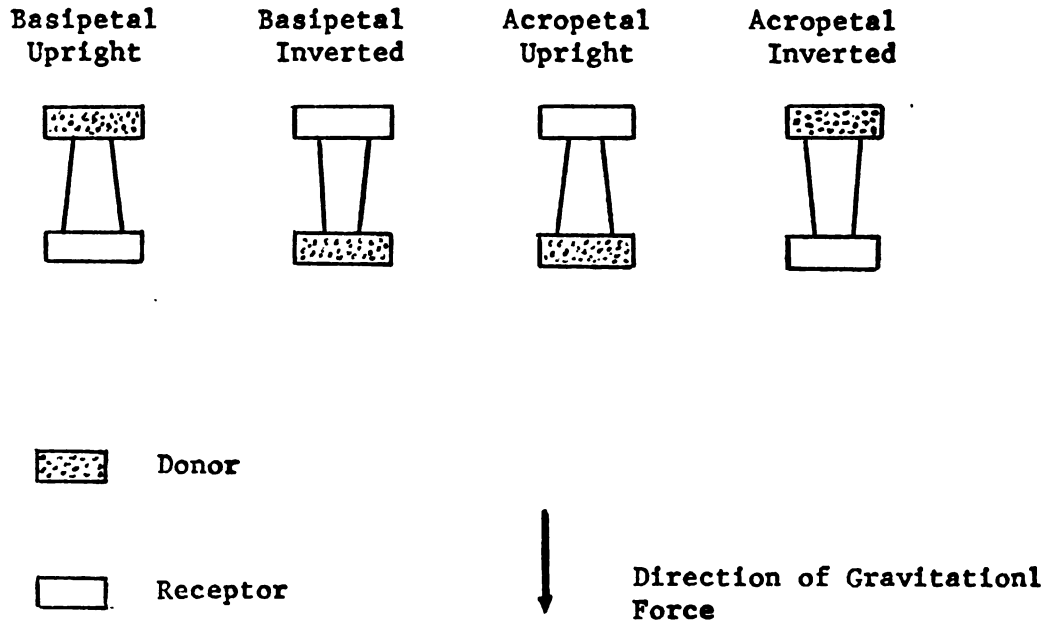 Basipetal Upright
Basipetal Inverted
Acropetal Upright
Acropetal Inverted
Donor
Receptor
Direction of Gravitationl
Force